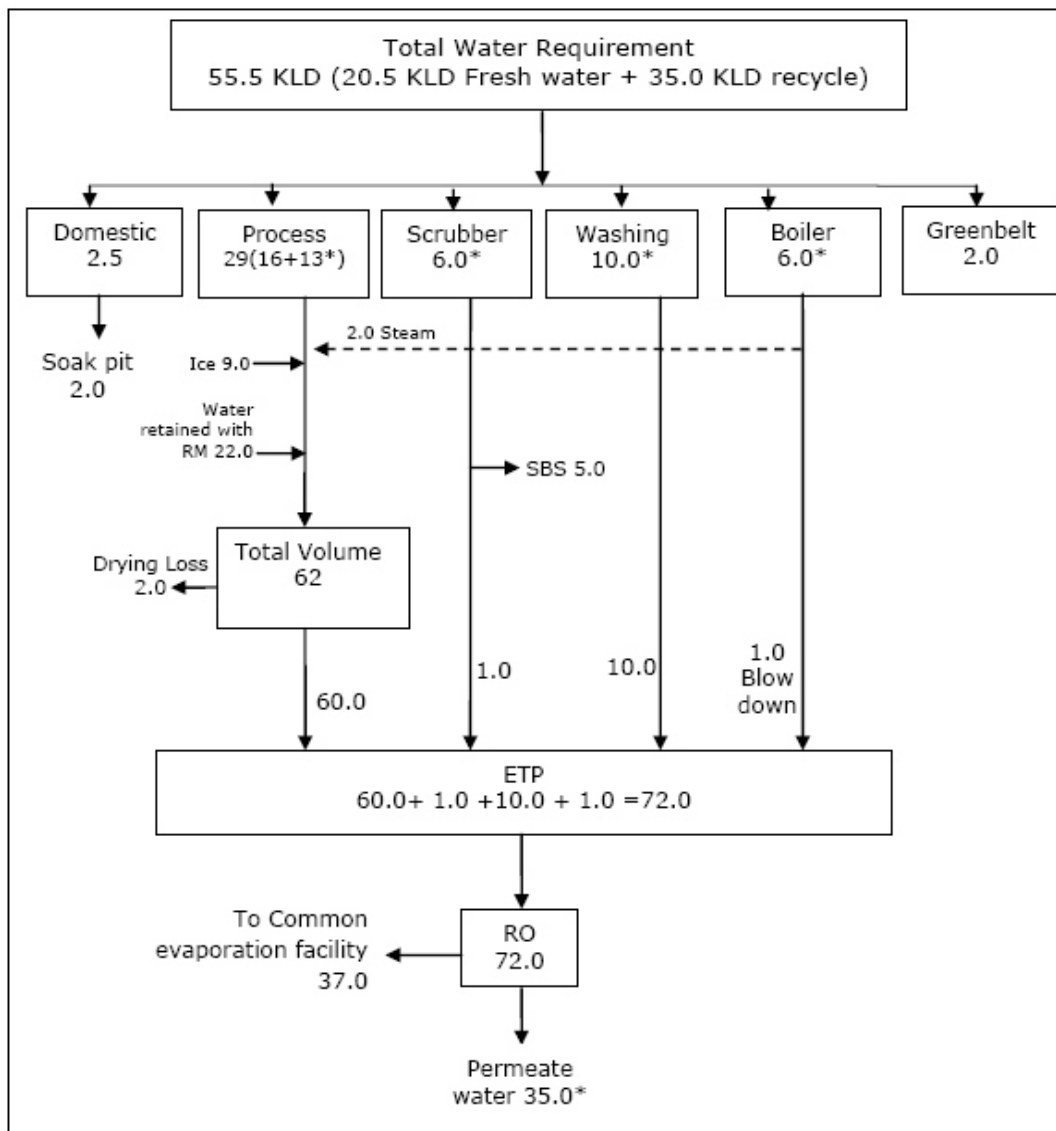 Total Water Requirement
55.5 KLD (20.5 KLD Fresh water + 35.0 KLD recycle)
Domestic
2.5
Process
29(16+13*)
Scrubber
6.0*
Washing
10.0*
Boiler
6.0*
Greenbelt
2.0
Soak pit
2.0
2.0 Steam
Ice 9.0
Water
retained with
RM 22.0
SBS 5.0
Total Volume
62
Drying Loss
2.0
60.0
1.0
10.0
1.0
Blow
down
ETP
60.0+ 1.0 +10.0 + 1.0 =72.0
To Common
evaporation facility
37.0
RO
72.0
Permeate
water 35.0*